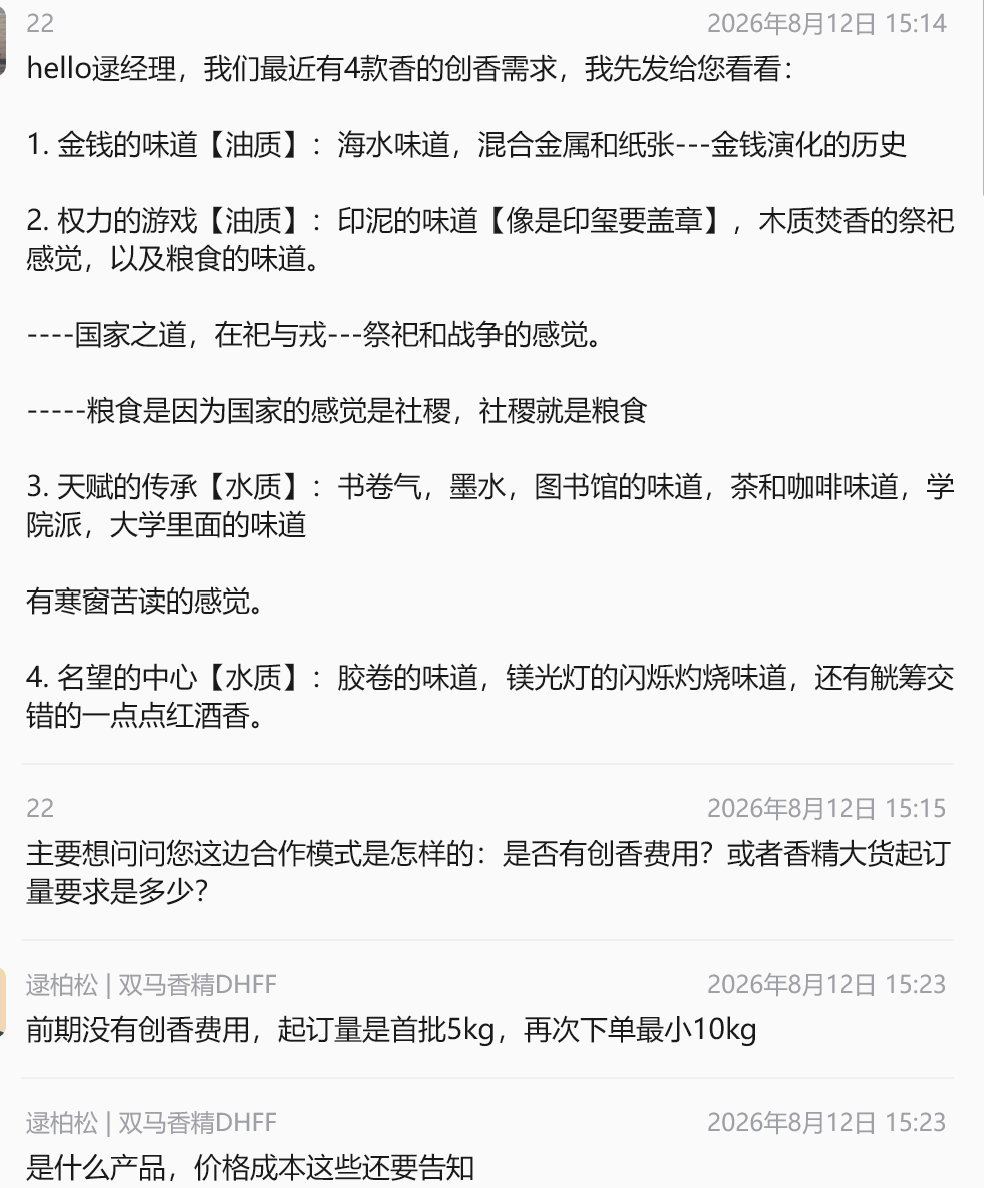 22 2026年8月12日 15:14
hello逯经理，我们最近有4款香的创香需求，我先发给您看看：
1. 金钱的味道【油质】：海水味道，混合金属和纸张---金钱演化的历史
2. 权力的游戏【油质】：印泥的味道【像是印玺要盖章】，木质焚香的祭祀
感觉，以及粮食的味道。
----国家之道，在祀与戎---祭祀和战争的感觉。
-----粮食是因为国家的感觉是社稷，社稷就是粮食
3. 天赋的传承【水质】：书卷气，墨水，图书馆的味道，茶和咖啡味道，学
院派，大学里面的味道
有寒窗苦读的感觉。
4. 名望的中心【水质】：胶卷的味道，镁光灯的闪烁灼烧味道，还有觥筹交
错的一点点红酒香。
22 2026年8月12日 15:15
主要想问问您这边合作模式是怎样的：是否有创香费用？或者香精大货起订
量要求是多少？
逯柏松 | 双马香精DHFF 2026年8月12日 15:23
前期没有创香费用，起订量是首批5kg，再次下单最小10kg
逯柏松 | 双马香精DHFF 2026年8月12日 15:23
是什么产品，价格成本这些还要告知